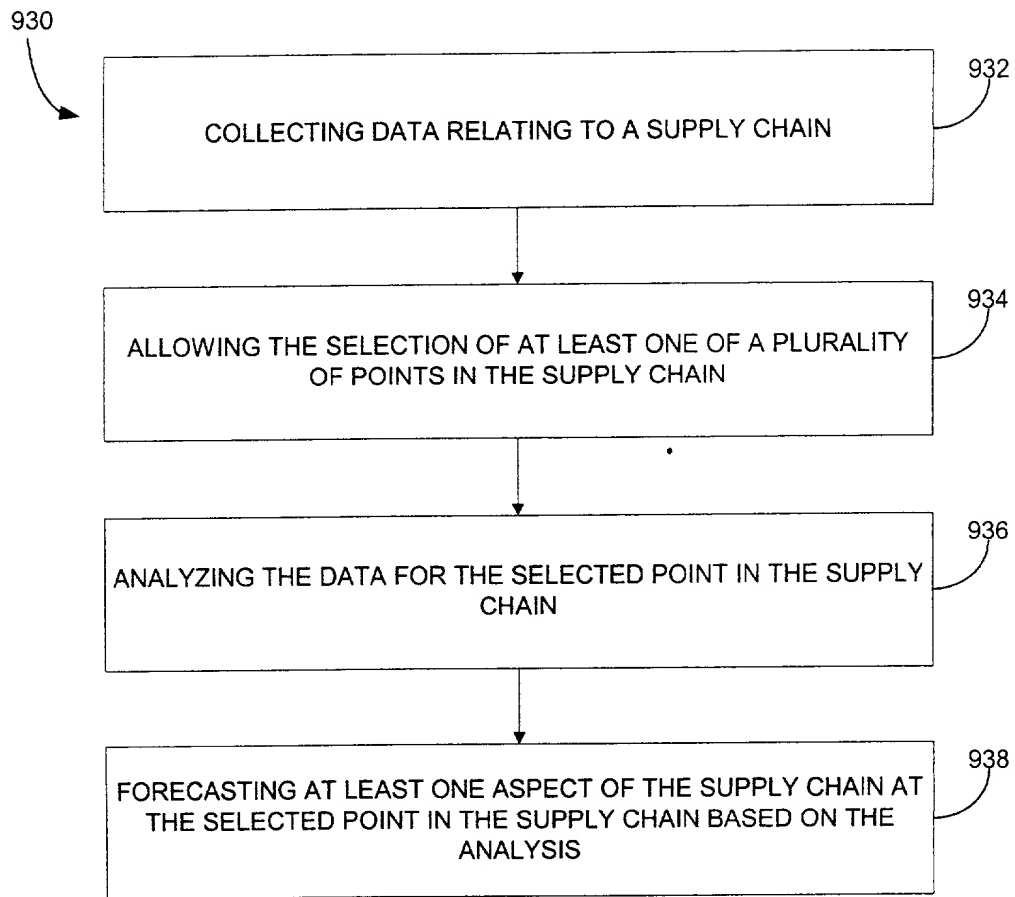 930
932
COLLECTING DATA RELATING TO A SUPPLY CHAIN
934
ALLOWING THE SELECTION OF AT LEAST ONE OF A PLURALITY
OF POINTS IN THE SUPPLY CHAIN
936
ANALYZING THE DATA FOR THE SELECTED POINT IN THE SUPPLY
CHAIN
938
FORECASTING AT LEAST ONE ASPECT OF THE SUPPLY CHAIN AT
THE SELECTED POINT IN THE SUPPLY CHAIN BASED ON THE
ANALYSIS